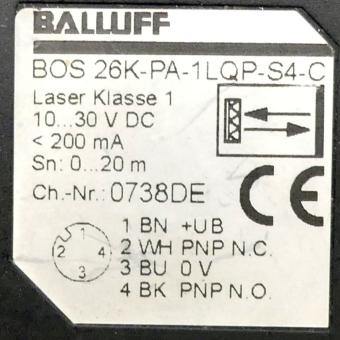 BALLUFF
BOS 26K-PA-1LQP-S4-C
Laser Klasse 1
10...30 V DC
< 200 mA
Sn: 0...20 m
Ch.-Nr.: 0738DE
CE
1
2 4
3
1 BN +UB
2 WH PNP N.C.
3 BU 0 V
4 BK PNP N.O.